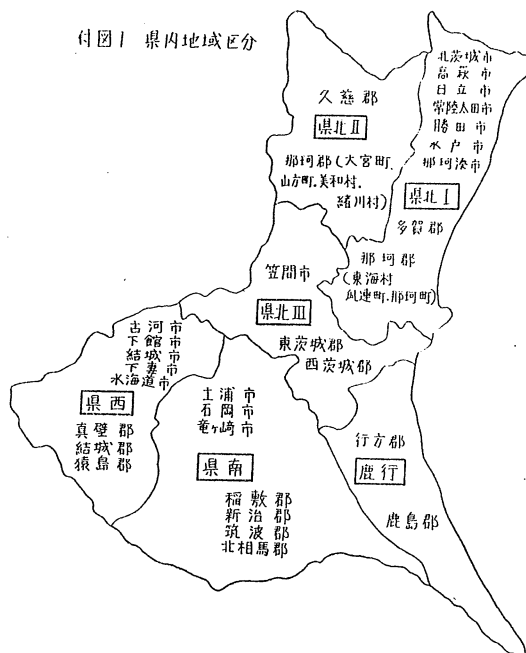 付図1 県内地域区分
北茨城市
高萩市
日立市
常陸太田市
勝田市
水戸市
那珂湊市
県北I
多賀郡
那珂郡
(東海村
瓜連町.那珂町)
久慈郡
県北II
那珂郡(大宮町.
山方町.美和村.
緒川村)
笠間市
県北III
東茨城郡
西茨城郡
古河市
下館市
結城市
下妻市
水海道市
県西
真壁郡
結城郡
猿島郡
土浦市
石岡市
竜ヶ崎市
県南
稲敷郡
新治郡
筑波郡
北相馬郡
行方郡
鹿行
鹿島郡